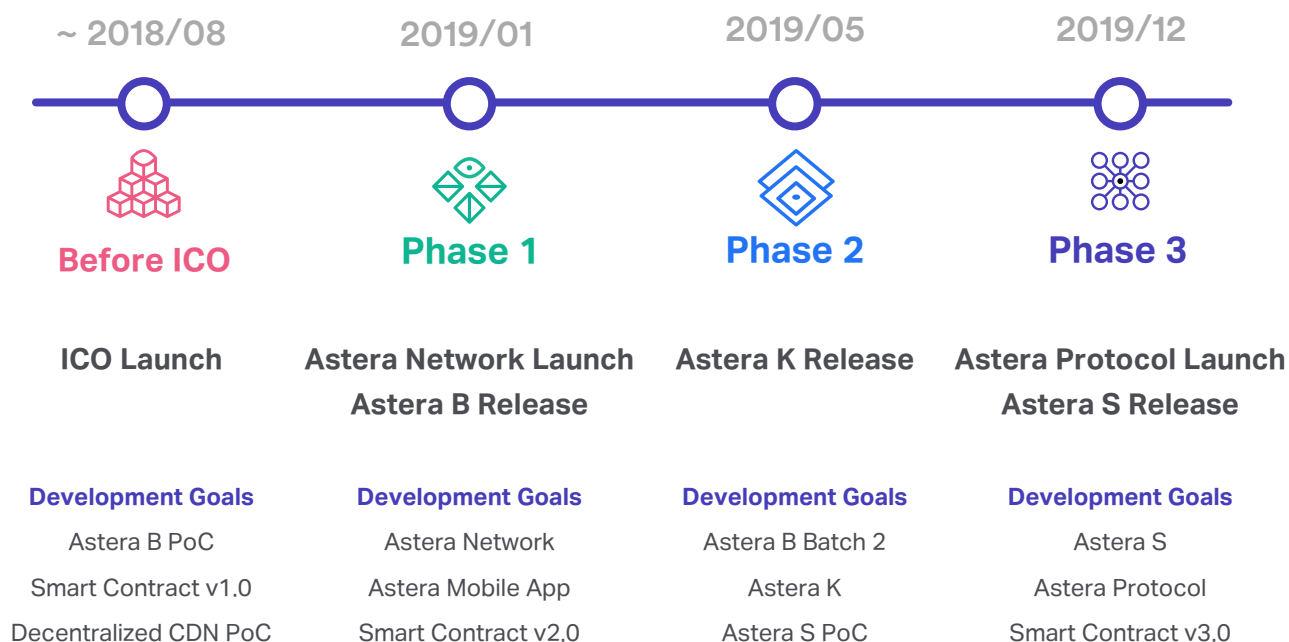 ~ 2018/08
2019/01
2019/05
2019/12
Before ICO
Phase 1
Phase 2
Phase 3
ICO Launch
Astera Network Launch
Astera B Release
Astera K Release
Astera Protocol Launch
Astera S Release
Development Goals
Astera B PoC
Smart Contract v1.0
Decentralized CDN PoC
Development Goals
Astera Network
Astera Mobile App
Smart Contract v2.0
Development Goals
Astera B Batch 2
Astera K
Astera S PoC
Development Goals
Astera S
Astera Protocol
Smart Contract v3.0